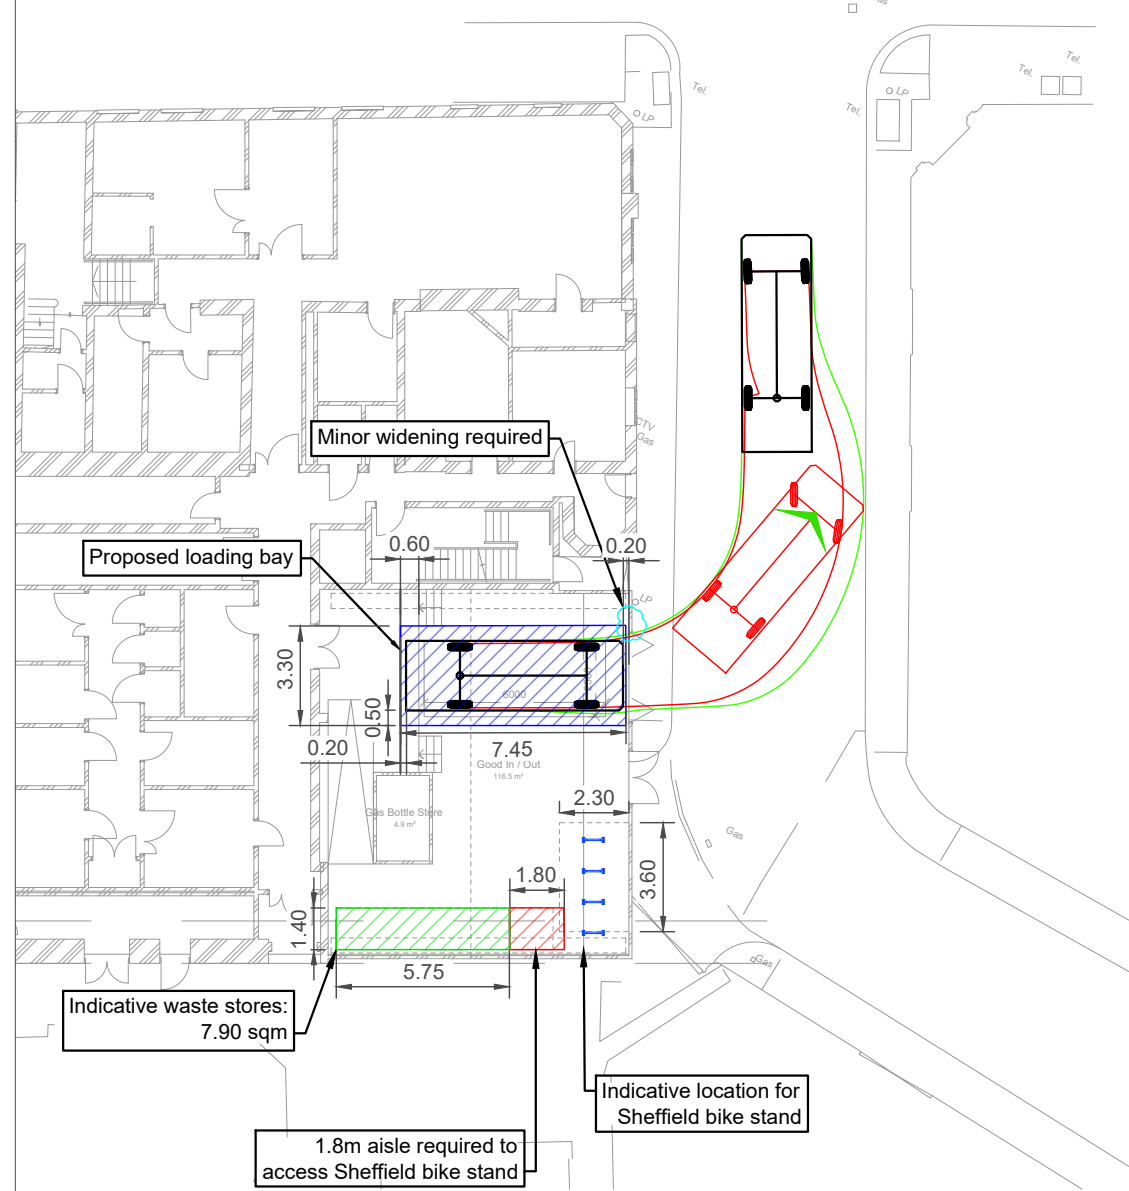 Tel.
LP
Tel.
Tel.
LP
Tel.
CTV
Gas
Minor widening required
Proposed loading bay
0.60
0.20
LP
3.30
6000
0.50
0.20
7.45
Good In / Out
116.5 m²
Gas Bottle Store
4.9 m²
2.30
Gas
3.60
1.80
1.40
5.75
Gas
Indicative waste stores:
7.90 sqm
Indicative location for
Sheffield bike stand
1.8m aisle required to
access Sheffield bike stand